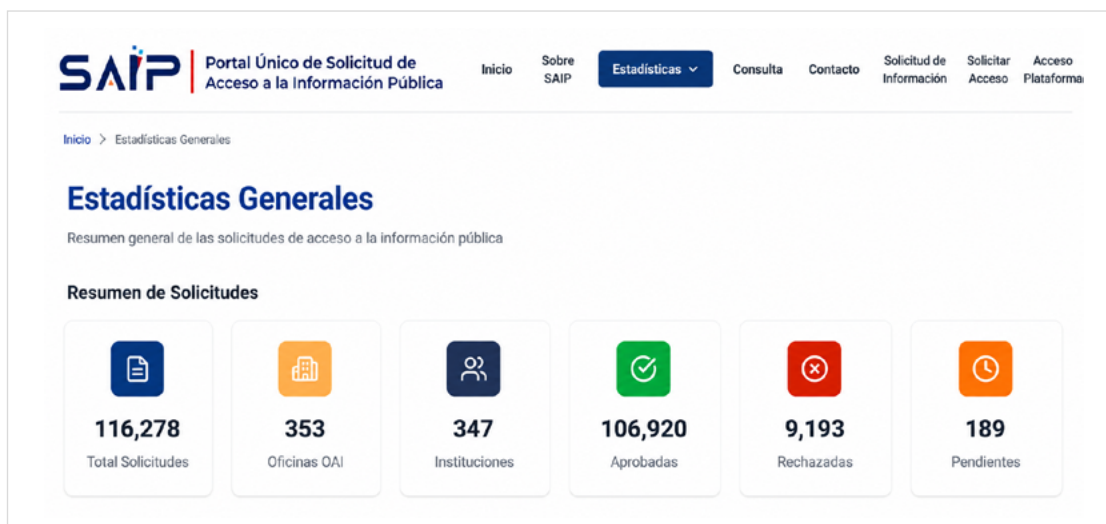 SAIP
Portal Único de Solicitud de
Acceso a la Información Pública
Inicio
Sobre
SAIP
Estadísticas
Consulta
Contacto
Solicitud de
Información
Solicitar
Acceso
Acceso
Plataforma
Inicio > Estadísticas Generales
Estadísticas Generales
Resumen general de las solicitudes de acceso a la información pública
Resumen de Solicitudes
116,278
Total Solicitudes
353
Oficinas OAI
347
Instituciones
106,920
Aprobadas
9,193
Rechazadas
189
Pendientes